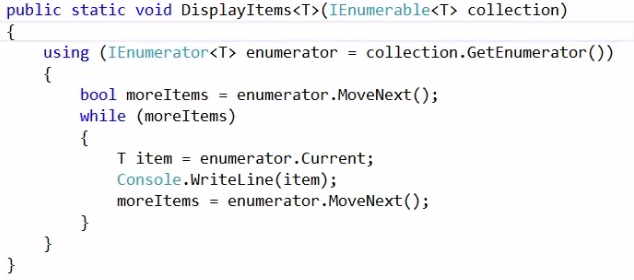 public static void DisplayItems<T>(IEnumerable<T> collection)
{
    using (IEnumerator<T> enumerator = collection.GetEnumerator())
    {
        bool moreItems = enumerator.MoveNext();
        while (moreItems)
        {
            T item = enumerator.Current;
            Console.WriteLine(item);
            moreItems = enumerator.MoveNext();
        }
    }
}